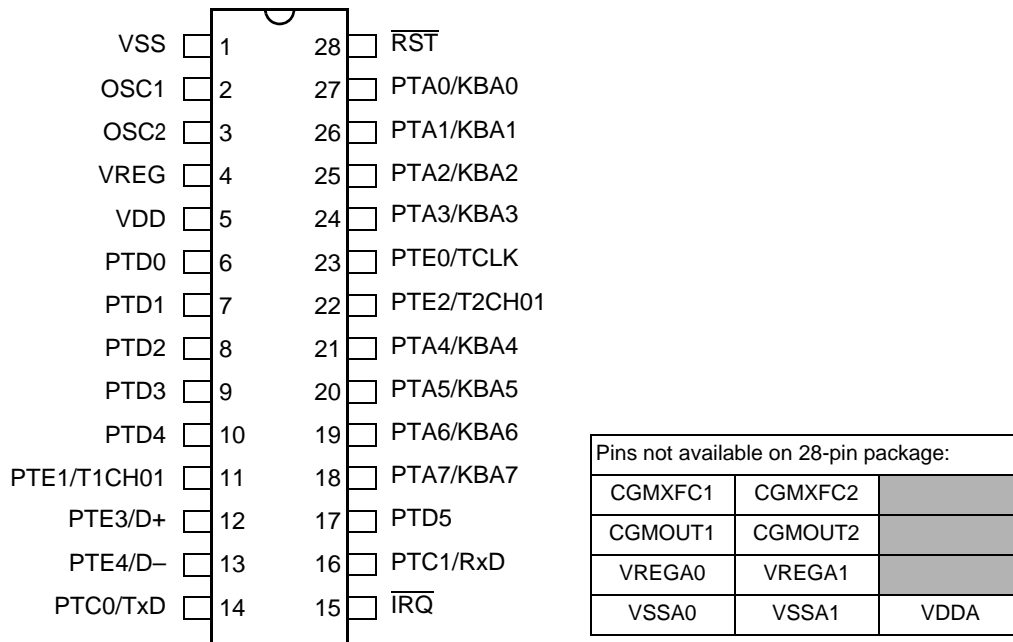 VSS 1 28 RST
OSC1 2 27 PTA0/KBA0
OSC2 3 26 PTA1/KBA1
VREG 4 25 PTA2/KBA2
VDD 5 24 PTA3/KBA3
PTD0 6 23 PTE0/TCLK
PTD1 7 22 PTE2/T2CH01
PTD2 8 21 PTA4/KBA4
PTD3 9 20 PTA5/KBA5
PTD4 10 19 PTA6/KBA6
PTE1/T1CH01 11 18 PTA7/KBA7
PTE3/D+ 12 17 PTD5
PTE4/D– 13 16 PTC1/RxD
PTC0/TxD 14 15 IRQ
Pins not available on 28-pin package:
CGMXFC1 CGMXFC2
CGMOUT1 CGMOUT2
VREGA0 VREGA1
VSSA0 VSSA1 VDDA